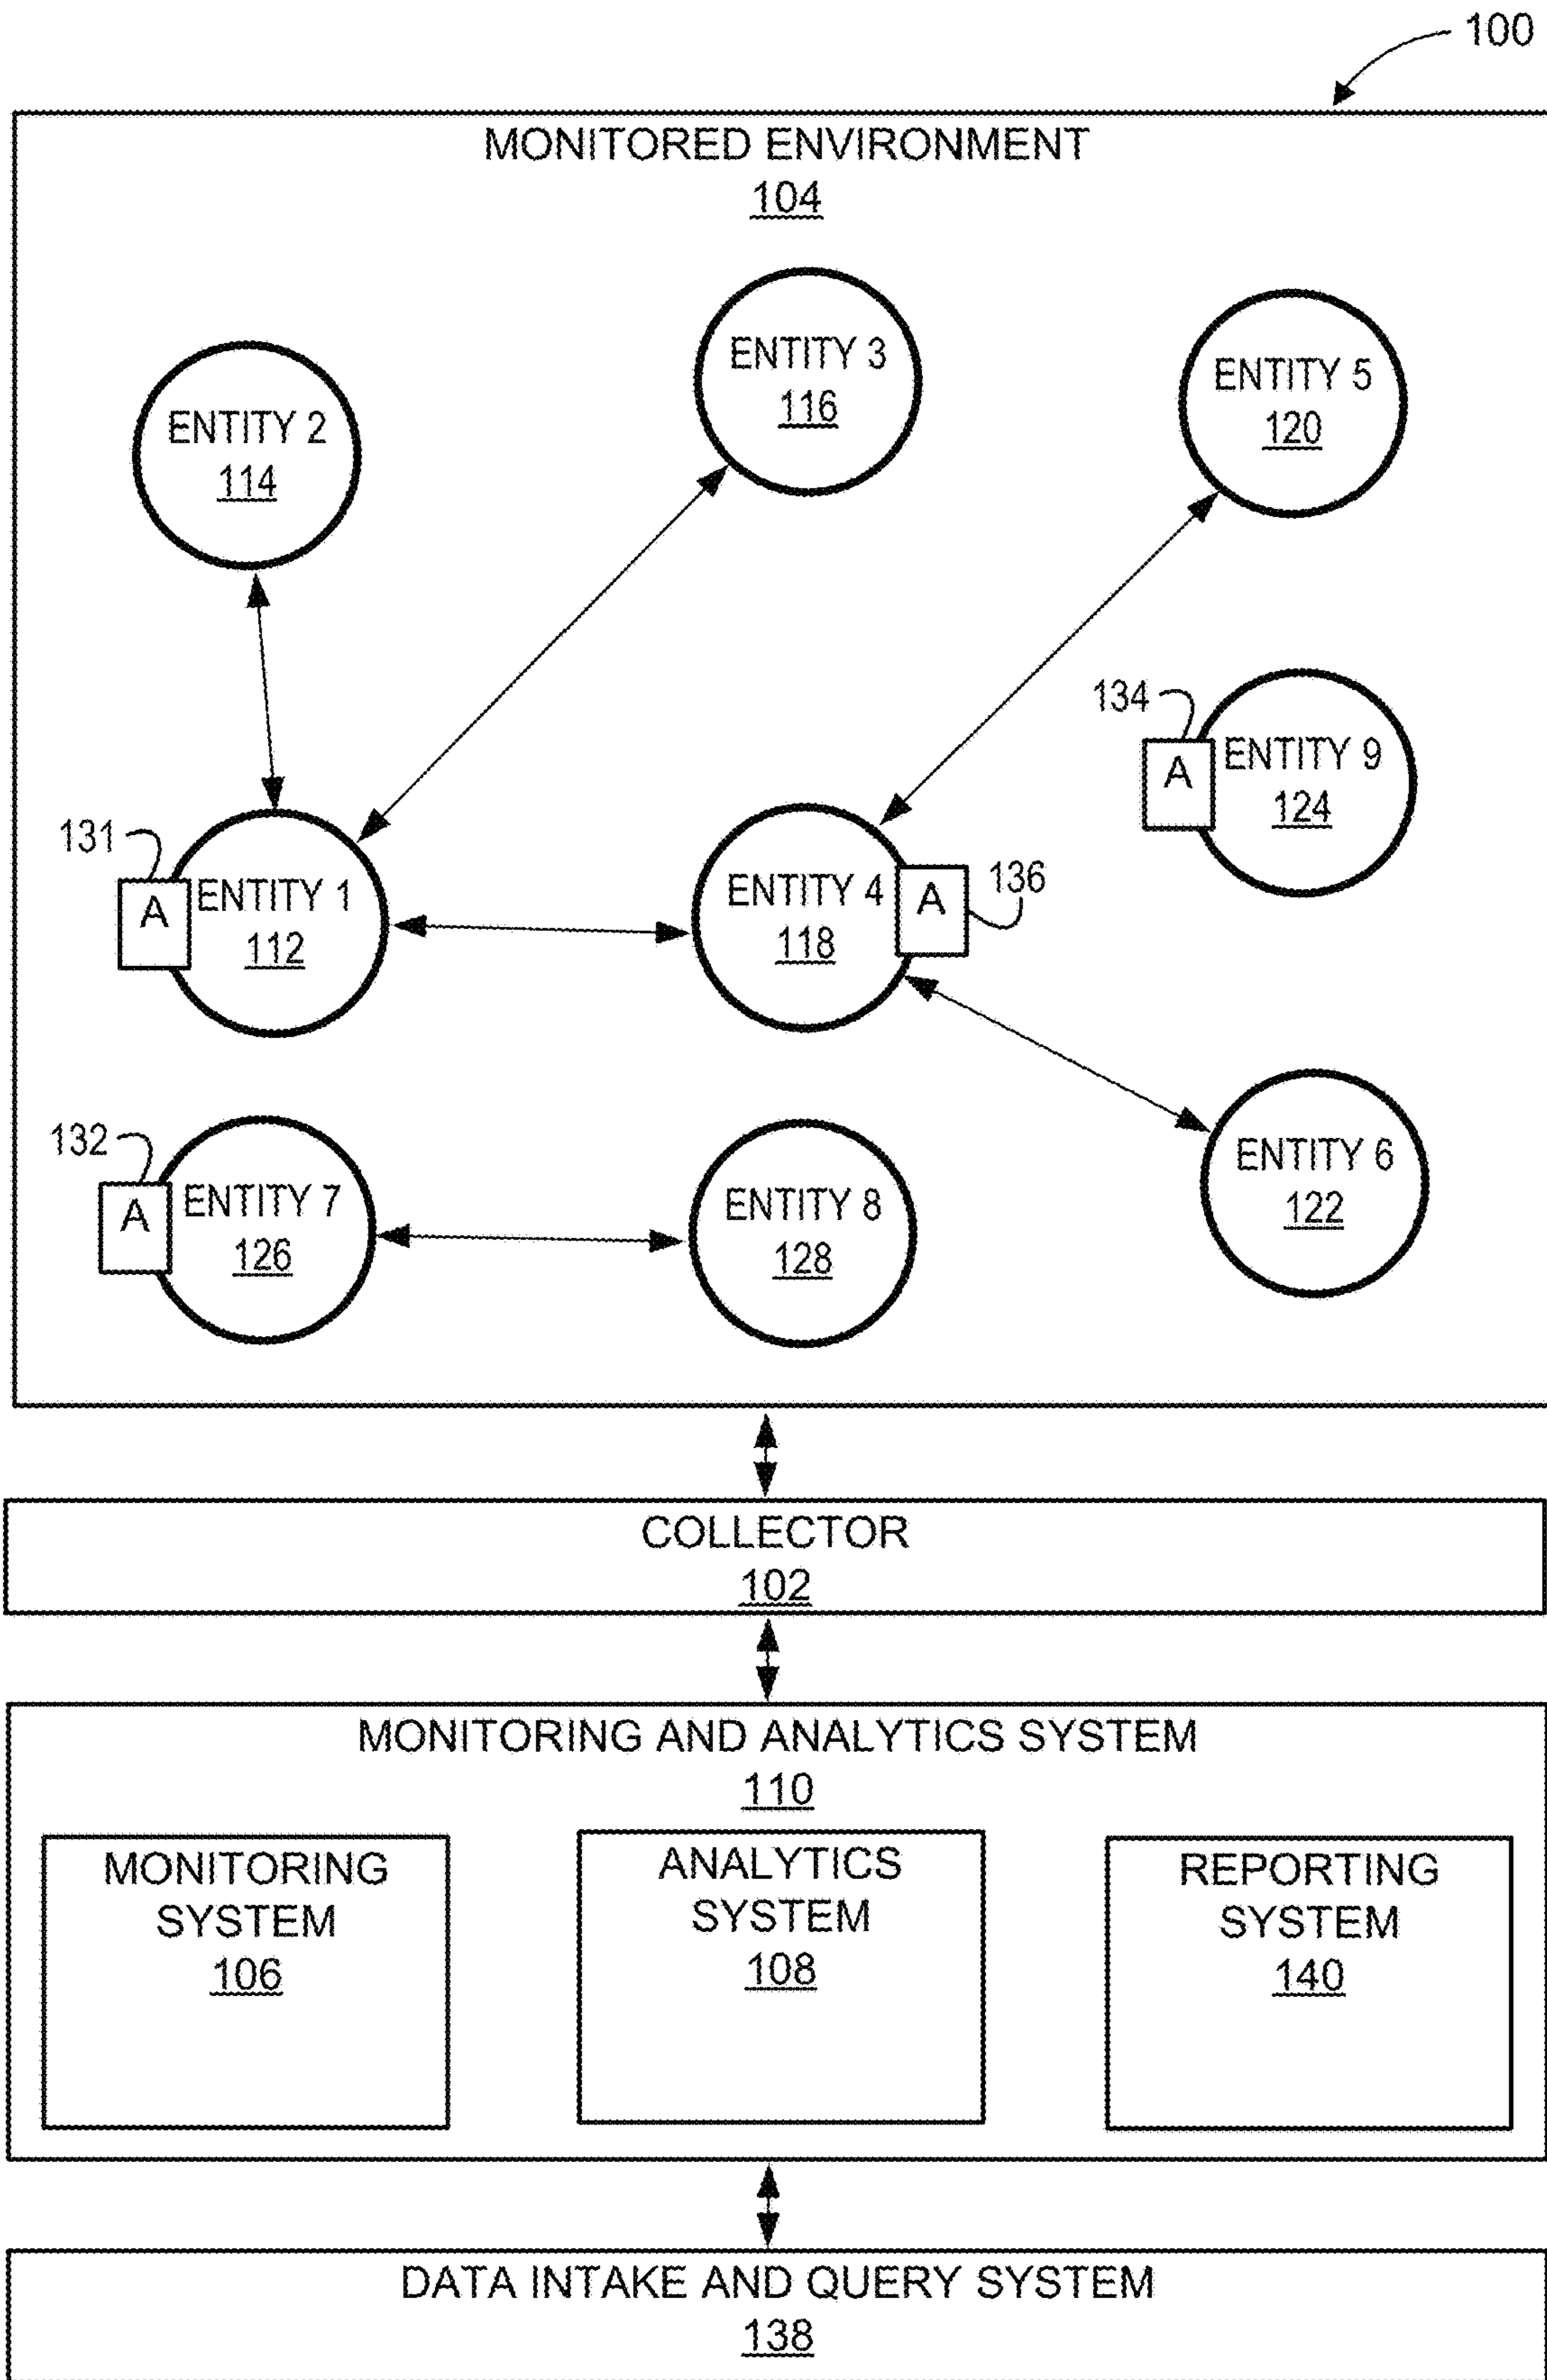 100
MONITORED ENVIRONMENT
104
ENTITY 3
116
ENTITY 5
120
ENTITY 2
114
134
A
ENTITY 9
124
131
A
ENTITY 1
112
ENTITY 4
118
A
136
132
A
ENTITY 7
126
ENTITY 8
128
ENTITY 6
122
COLLECTOR
102
MONITORING AND ANALYTICS SYSTEM
110
MONITORING
SYSTEM
106
ANALYTICS
SYSTEM
108
REPORTING
SYSTEM
140
DATA INTAKE AND QUERY SYSTEM
138